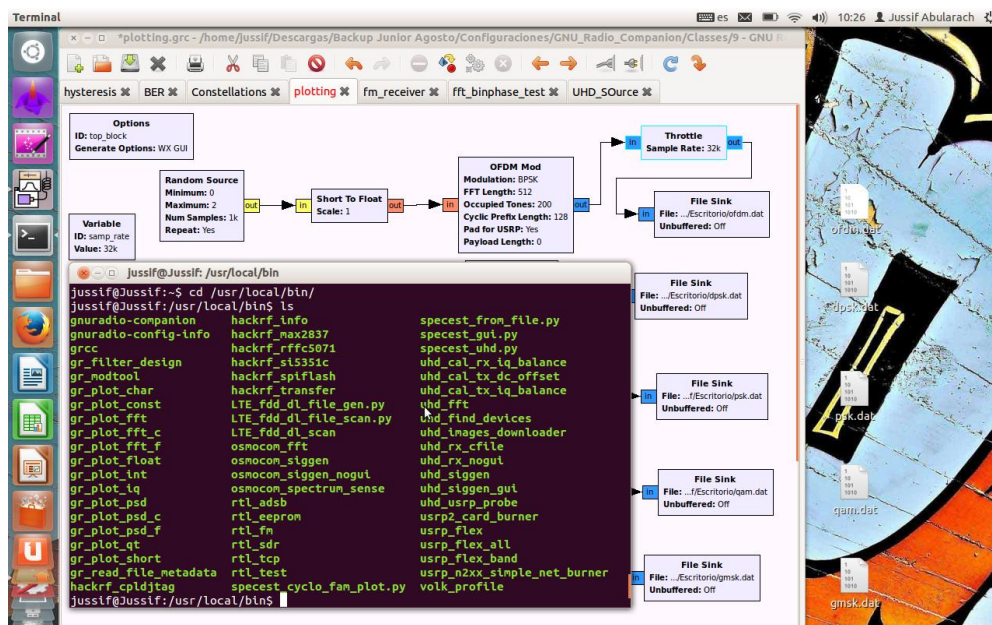 Terminal
es
10:26
Jussif Abularach
*plotting.grc - /home/jussif/Descargas/Backup Junior Agosto/Configuraciones/GNU_Radio_Companion/Classes/9 - GNU R
hysteresis
BER
Constellations
plotting
fm_receiver
fft_binphase_test
UHD_SOurce
Options
ID: top_block
Generate Options: WX GUI
Variable
ID: samp_rate
Value: 32k
Random Source
Minimum: 0
Maximum: 2
Num Samples: 1k
Repeat: Yes
out
in
Short To Float
Scale: 1
out
in
OFDM Mod
Modulation: BPSK
FFT Length: 512
Occupied Tones: 200
Cyclic Prefix Length: 128
Pad for USRP: Yes
Payload Length: 0
out
in
Throttle
Sample Rate: 32k
out
in
File Sink
File: .../Escritorio/ofdm.dat
Unbuffered: Off
File Sink
File: .../Escritorio/dpsk.dat
Unbuffered: Off
in
File Sink
File: ...f/Escritorio/psk.dat
Unbuffered: Off
in
File Sink
File: ...f/Escritorio/qam.dat
Unbuffered: Off
in
File Sink
File: .../Escritorio/gmsk.dat
Unbuffered: Off
jussif@Jussif: /usr/local/bin
jussif@Jussif:~$ cd /usr/local/bin/
jussif@Jussif:/usr/local/bin$ ls
gnuradio-companion hackrf_info specest_from_file.py
gnuradio-config-info hackrf_max2837 specest_gui.py
grcc hackrf_rffc5071 specest_uhd.py
gr_filter_design hackrf_si5351c uhd_cal_rx_iq_balance
gr_modtool hackrf_spiflash uhd_cal_tx_dc_offset
gr_plot_char hackrf_transfer uhd_cal_tx_iq_balance
gr_plot_const LTE_fdd_dl_file_gen.py uhd_fft
gr_plot_fft LTE_fdd_dl_file_scan.py uhd_find_devices
gr_plot_fft_c LTE_fdd_dl_scan uhd_images_downloader
gr_plot_fft_f osmocom_fft uhd_rx_cfile
gr_plot_float osmocom_siggen uhd_rx_nogui
gr_plot_int osmocom_siggen_nogui uhd_siggen
gr_plot_iq osmocom_spectrum_sense uhd_siggen_gui
gr_plot_psd rtl_adsb uhd_usrp_probe
gr_plot_psd_c rtl_eeprom usrp2_card_burner
gr_plot_psd_f rtl_fm usrp_flex
gr_plot_qt rtl_sdr usrp_flex_all
gr_plot_short rtl_tcp usrp_flex_band
gr_read_file_metadata rtl_test usrp_n2xx_simple_net_burner
hackrf_cpldjtag specest_cyclo_fam_plot.py volk_profile
jussif@Jussif:/usr/local/bin$
ofdm.dat
dpsk.dat
psk.dat
qam.dat
gmsk.dat